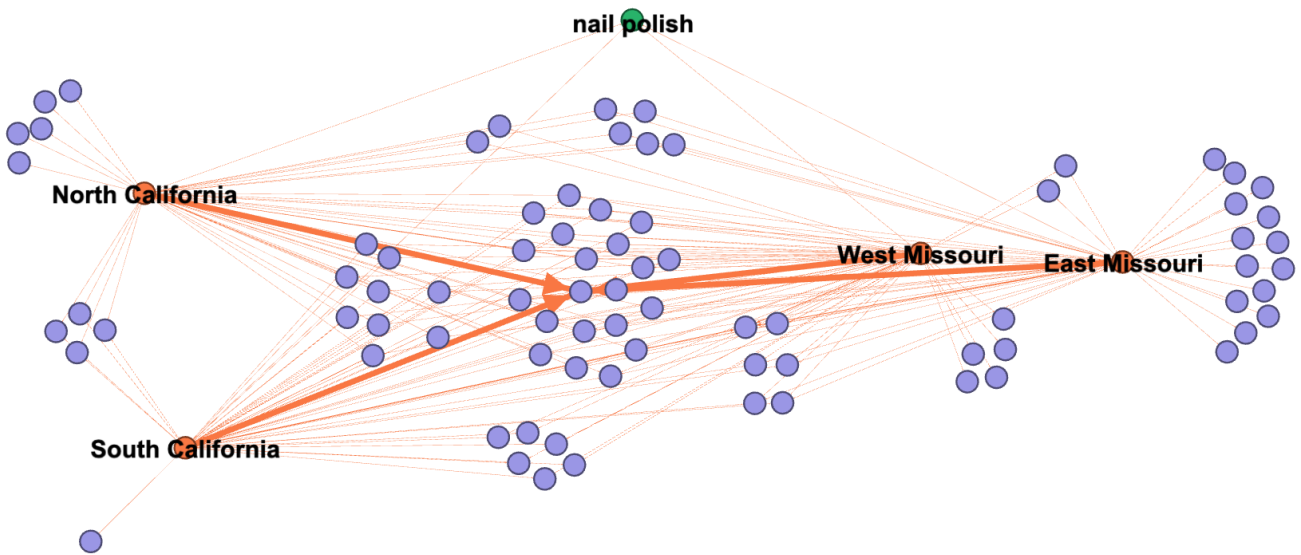 nail polish
North California
West Missouri
East Missouri
South California